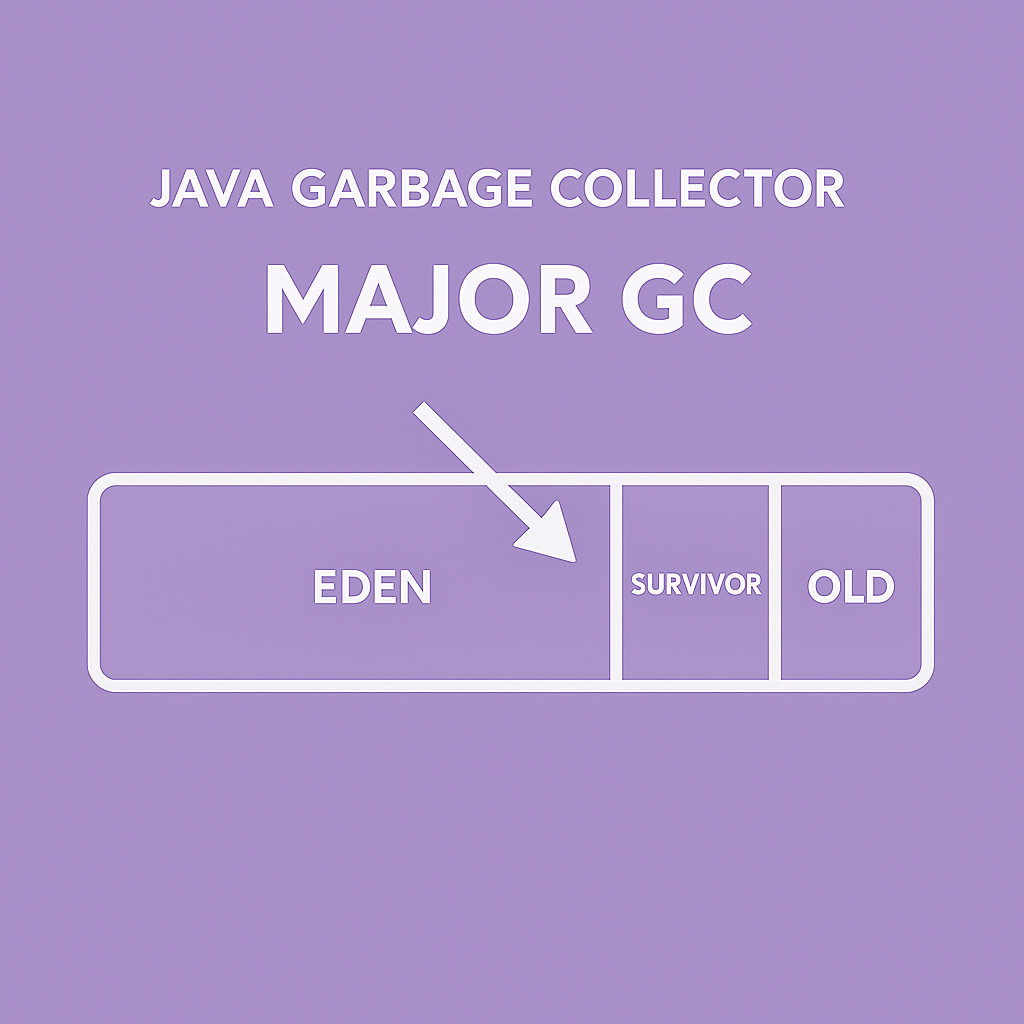 JAVA GARBAGE COLLECTOR
MAJOR GC
EDEN
SURVIVOR
OLD